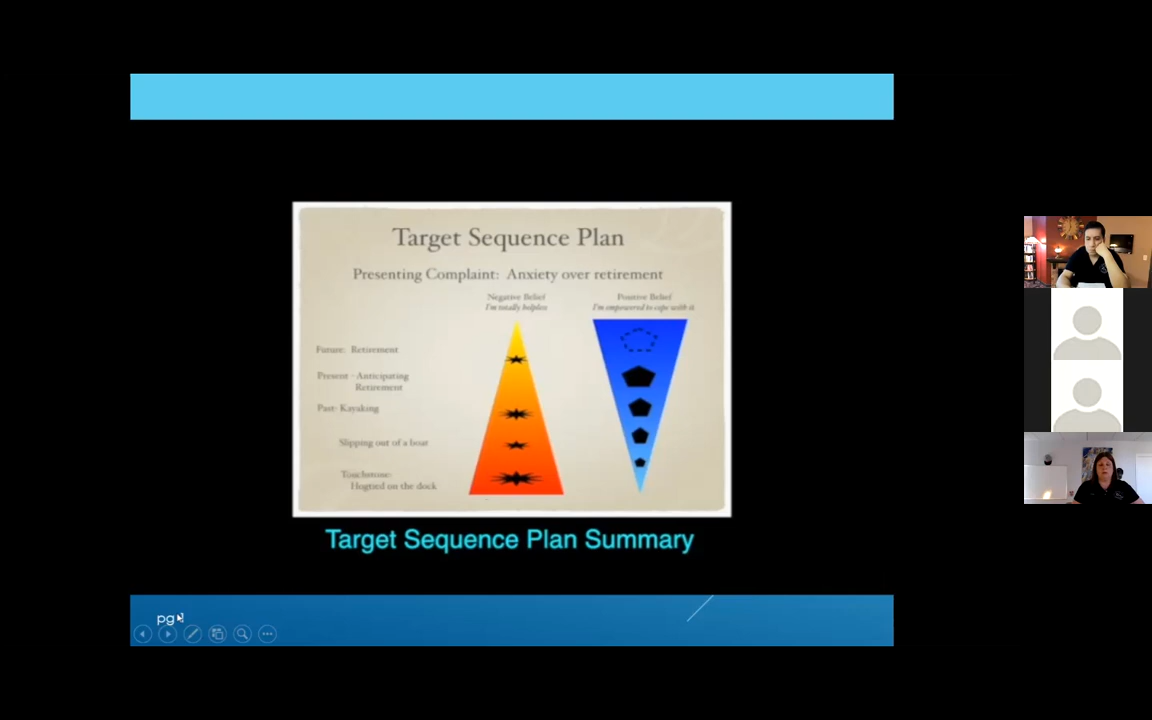 Target Sequence Plan
Presenting Complaint: Anxiety over retirement
Negative Belief
I'm totally helpless
Positive Belief
I'm empowered to cope with it
Future: Retirement
Present - Anticipating
Retirement
Past: Kayaking
Slipping out of a boat
Touchstone:
Hogtied on the dock
Target Sequence Plan Summary
pg 1